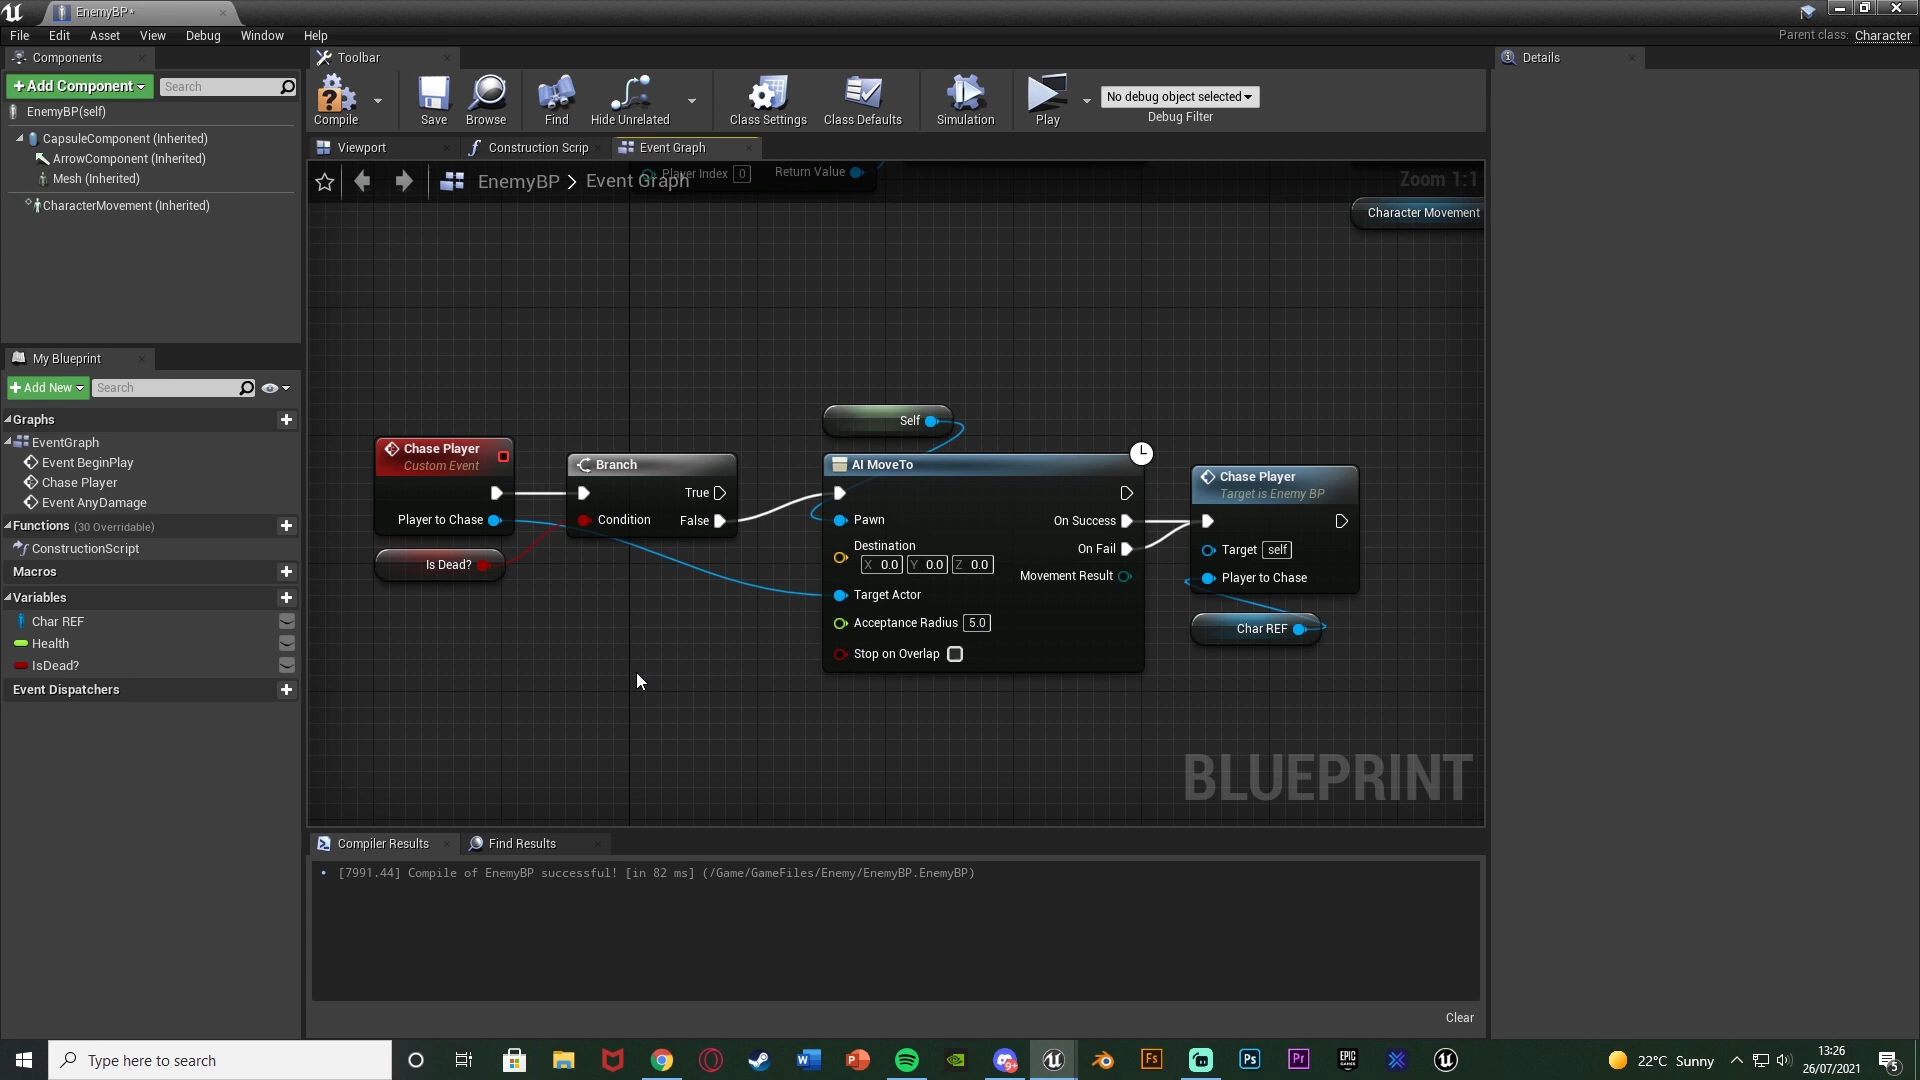 EnemyBP*
File Edit Asset View Debug Window Help
Parent class: Character
Components
Toolbar
Details
+Add Component
Search
EnemyBP(self)
CapsuleComponent (Inherited)
ArrowComponent (Inherited)
Mesh (Inherited)
CharacterMovement (Inherited)
Compile
Save
Browse
Find
Hide Unrelated
Class Settings
Class Defaults
Simulation
Play
No debug object selected
Debug Filter
Viewport
Construction Scrip
Event Graph
EnemyBP > Event Graph
Player Index 0
Return Value
Zoom 1:1
Character Movement
My Blueprint
+Add New
Search
Graphs
EventGraph
Event BeginPlay
Chase Player
Event AnyDamage
Functions (30 Overridable)
ConstructionScript
Macros
Variables
Char REF
Health
IsDead?
Event Dispatchers
Chase Player
Custom Event
Player to Chase
Is Dead?
Branch
True
Condition
False
Self
AI MoveTo
Pawn
On Success
Destination
X 0.0 Y 0.0 Z 0.0
On Fail
Movement Result
Target Actor
Acceptance Radius 5.0
Stop on Overlap
Chase Player
Target is Enemy BP
Target self
Player to Chase
Char REF
BLUEPRINT
Compiler Results
Find Results
[7991.44] Compile of EnemyBP successful! [in 82 ms] (/Game/GameFiles/Enemy/EnemyBP.EnemyBP)
Clear
Type here to search
22°C Sunny
13:26
26/07/2021